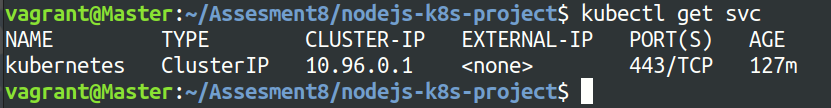 vagrant@Master:~/Assesment8/nodejs-k8s-project$ kubectl get svc
NAME TYPE CLUSTER-IP EXTERNAL-IP PORT(S) AGE
kubernetes ClusterIP 10.96.0.1 <none> 443/TCP 127m
vagrant@Master:~/Assesment8/nodejs-k8s-project$